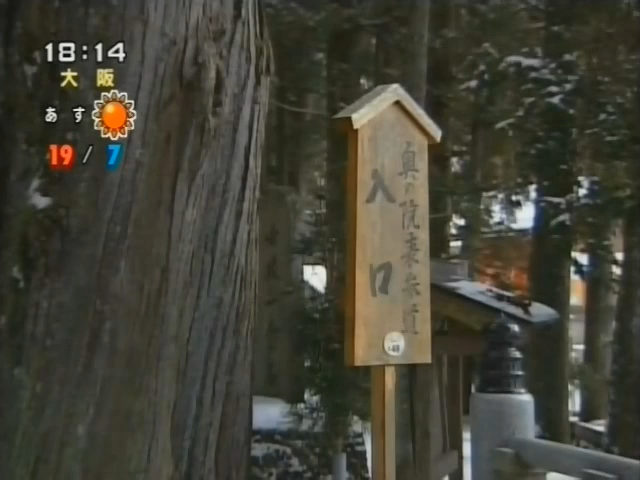 18:14
大阪
あす
19/7
奥の院表参道
入口